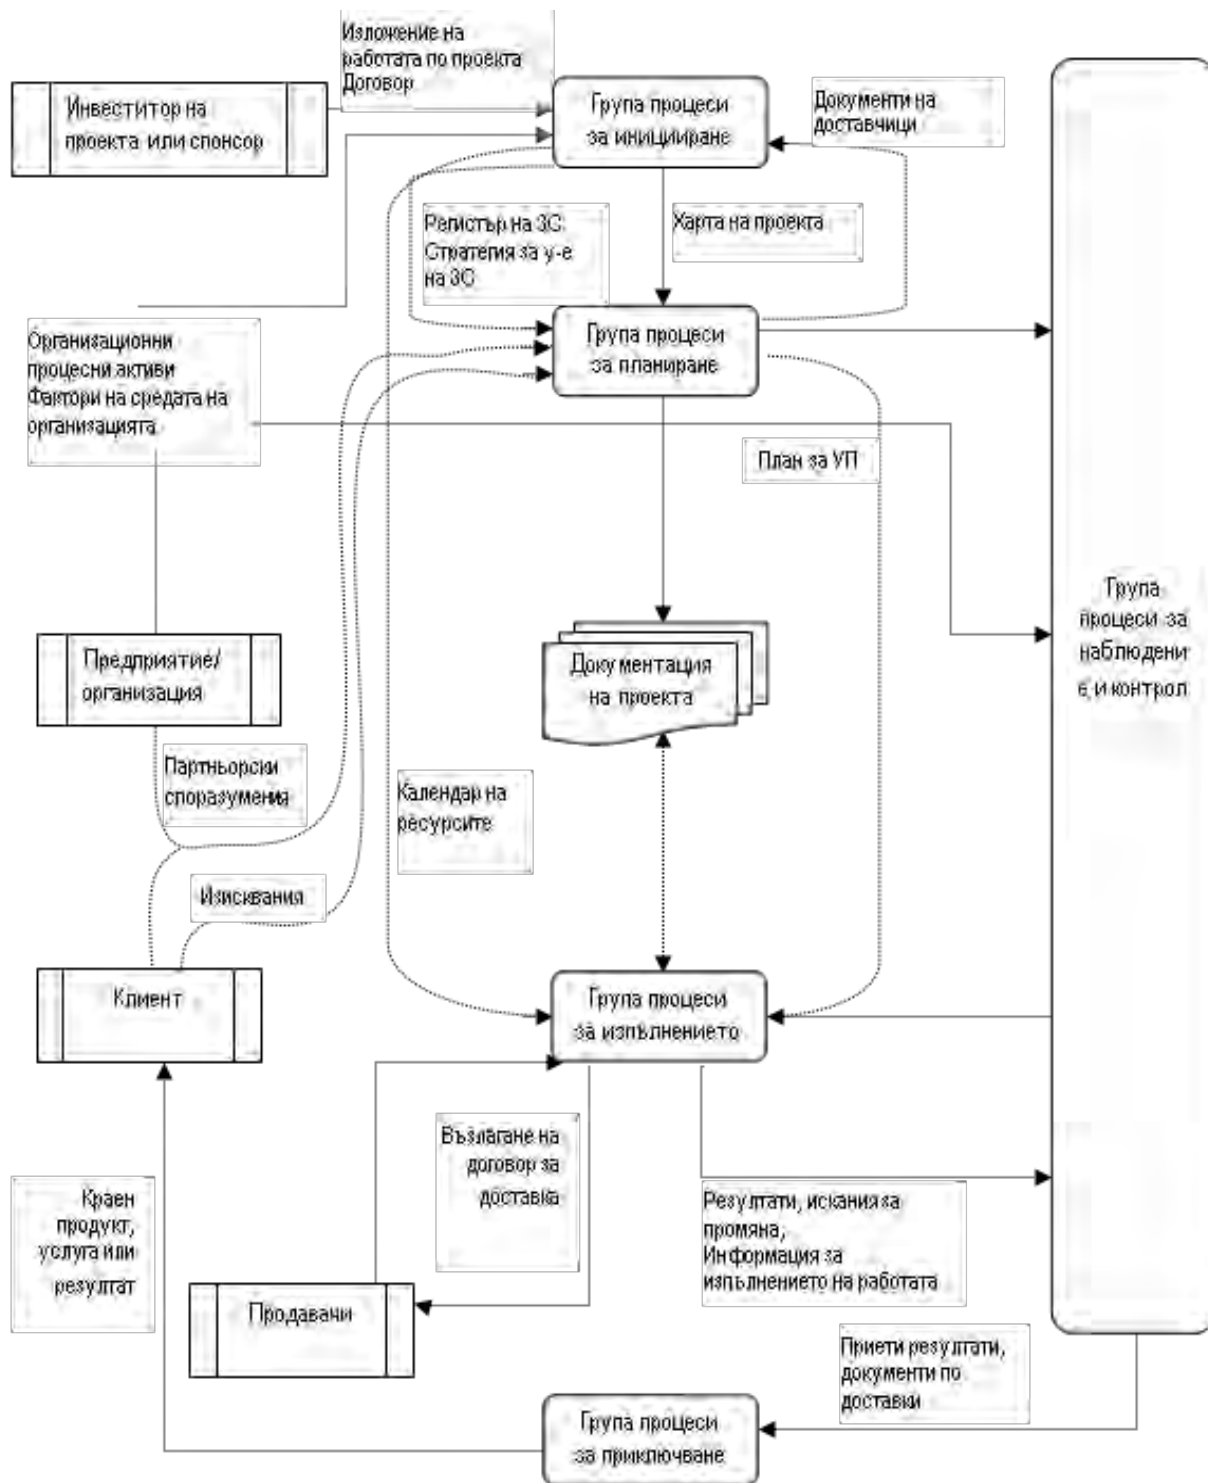 Изложение на
работата по проекта
Договор
Инвеститор на
проекта или спонсор
Група процеси
за иницииране
Документи на
доставчици
Регистър на ЗС
Стратегия за у-е
на ЗС
Харта на проекта
Организационни
процесни активи
Фактори на средата на
организацията
Група процеси
за планиране
План за УП
Група
процеси за
наблюдени
е и контрол
Предприятие/
организация
Документация
на проекта
Партньорски
споразумения
Календар на
ресурсите
Изисквания
Клиент
Група процеси
за изпълнението
Възлагане на
договор за
доставка
Краен
продукт,
услуга или
резултат
Резултати, искания за
промяна,
Информация за
изпълнението на работата
Продавачи
Приети резултати,
документи по
доставки
Група процеси
за приключване